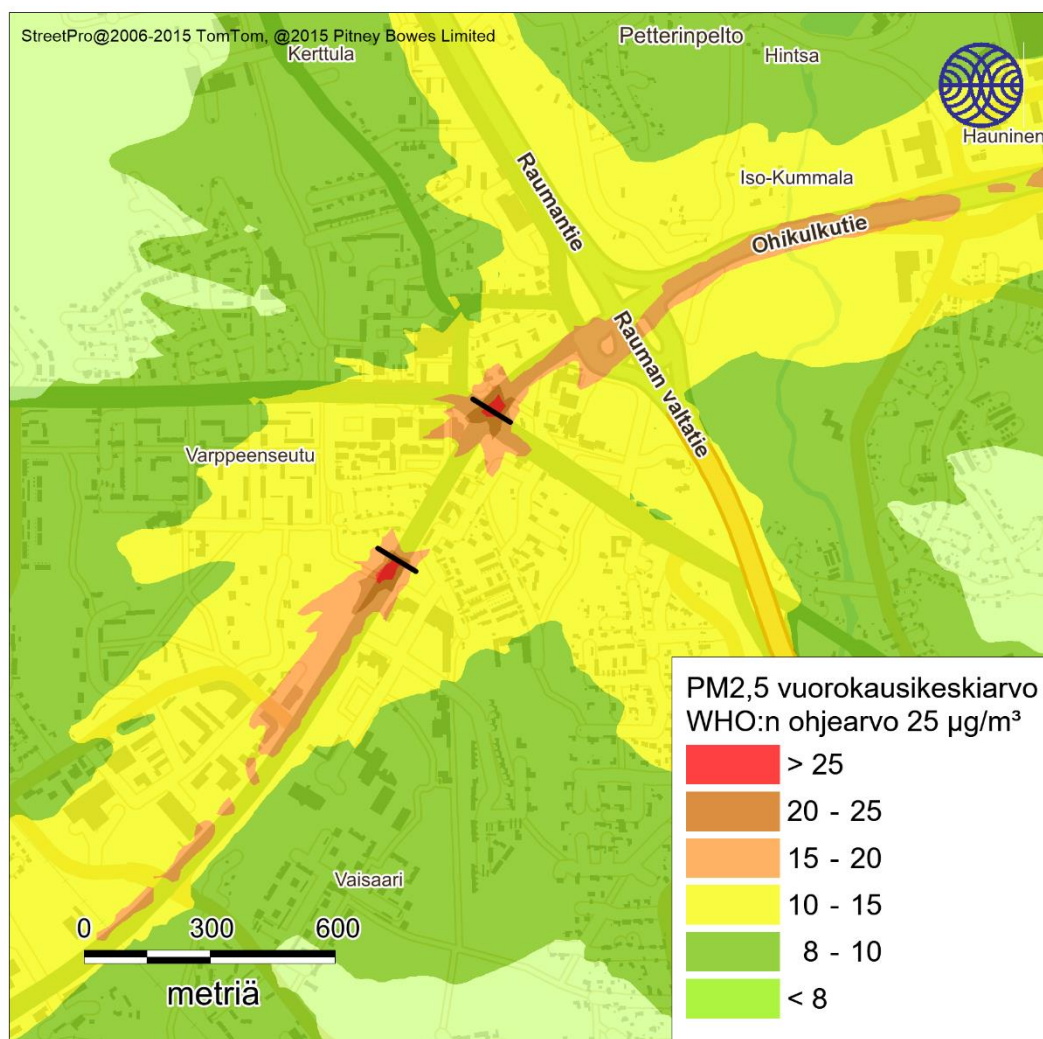 StreetPro@2006-2015 TomTom, @2015 Pitney Bowes Limited
Kerttula
Petterinpelto
Hintsa
Hauninen
Iso-Kummala
Raumantie
Ohikulkutie
Rauman valtatie
Varppeenseutu
Vaisaari
0 300 600
metriä
PM2,5 vuorokausikeskiarvo
WHO:n ohjearvo 25 µg/m³
> 25
20 - 25
15 - 20
10 - 15
8 - 10
< 8